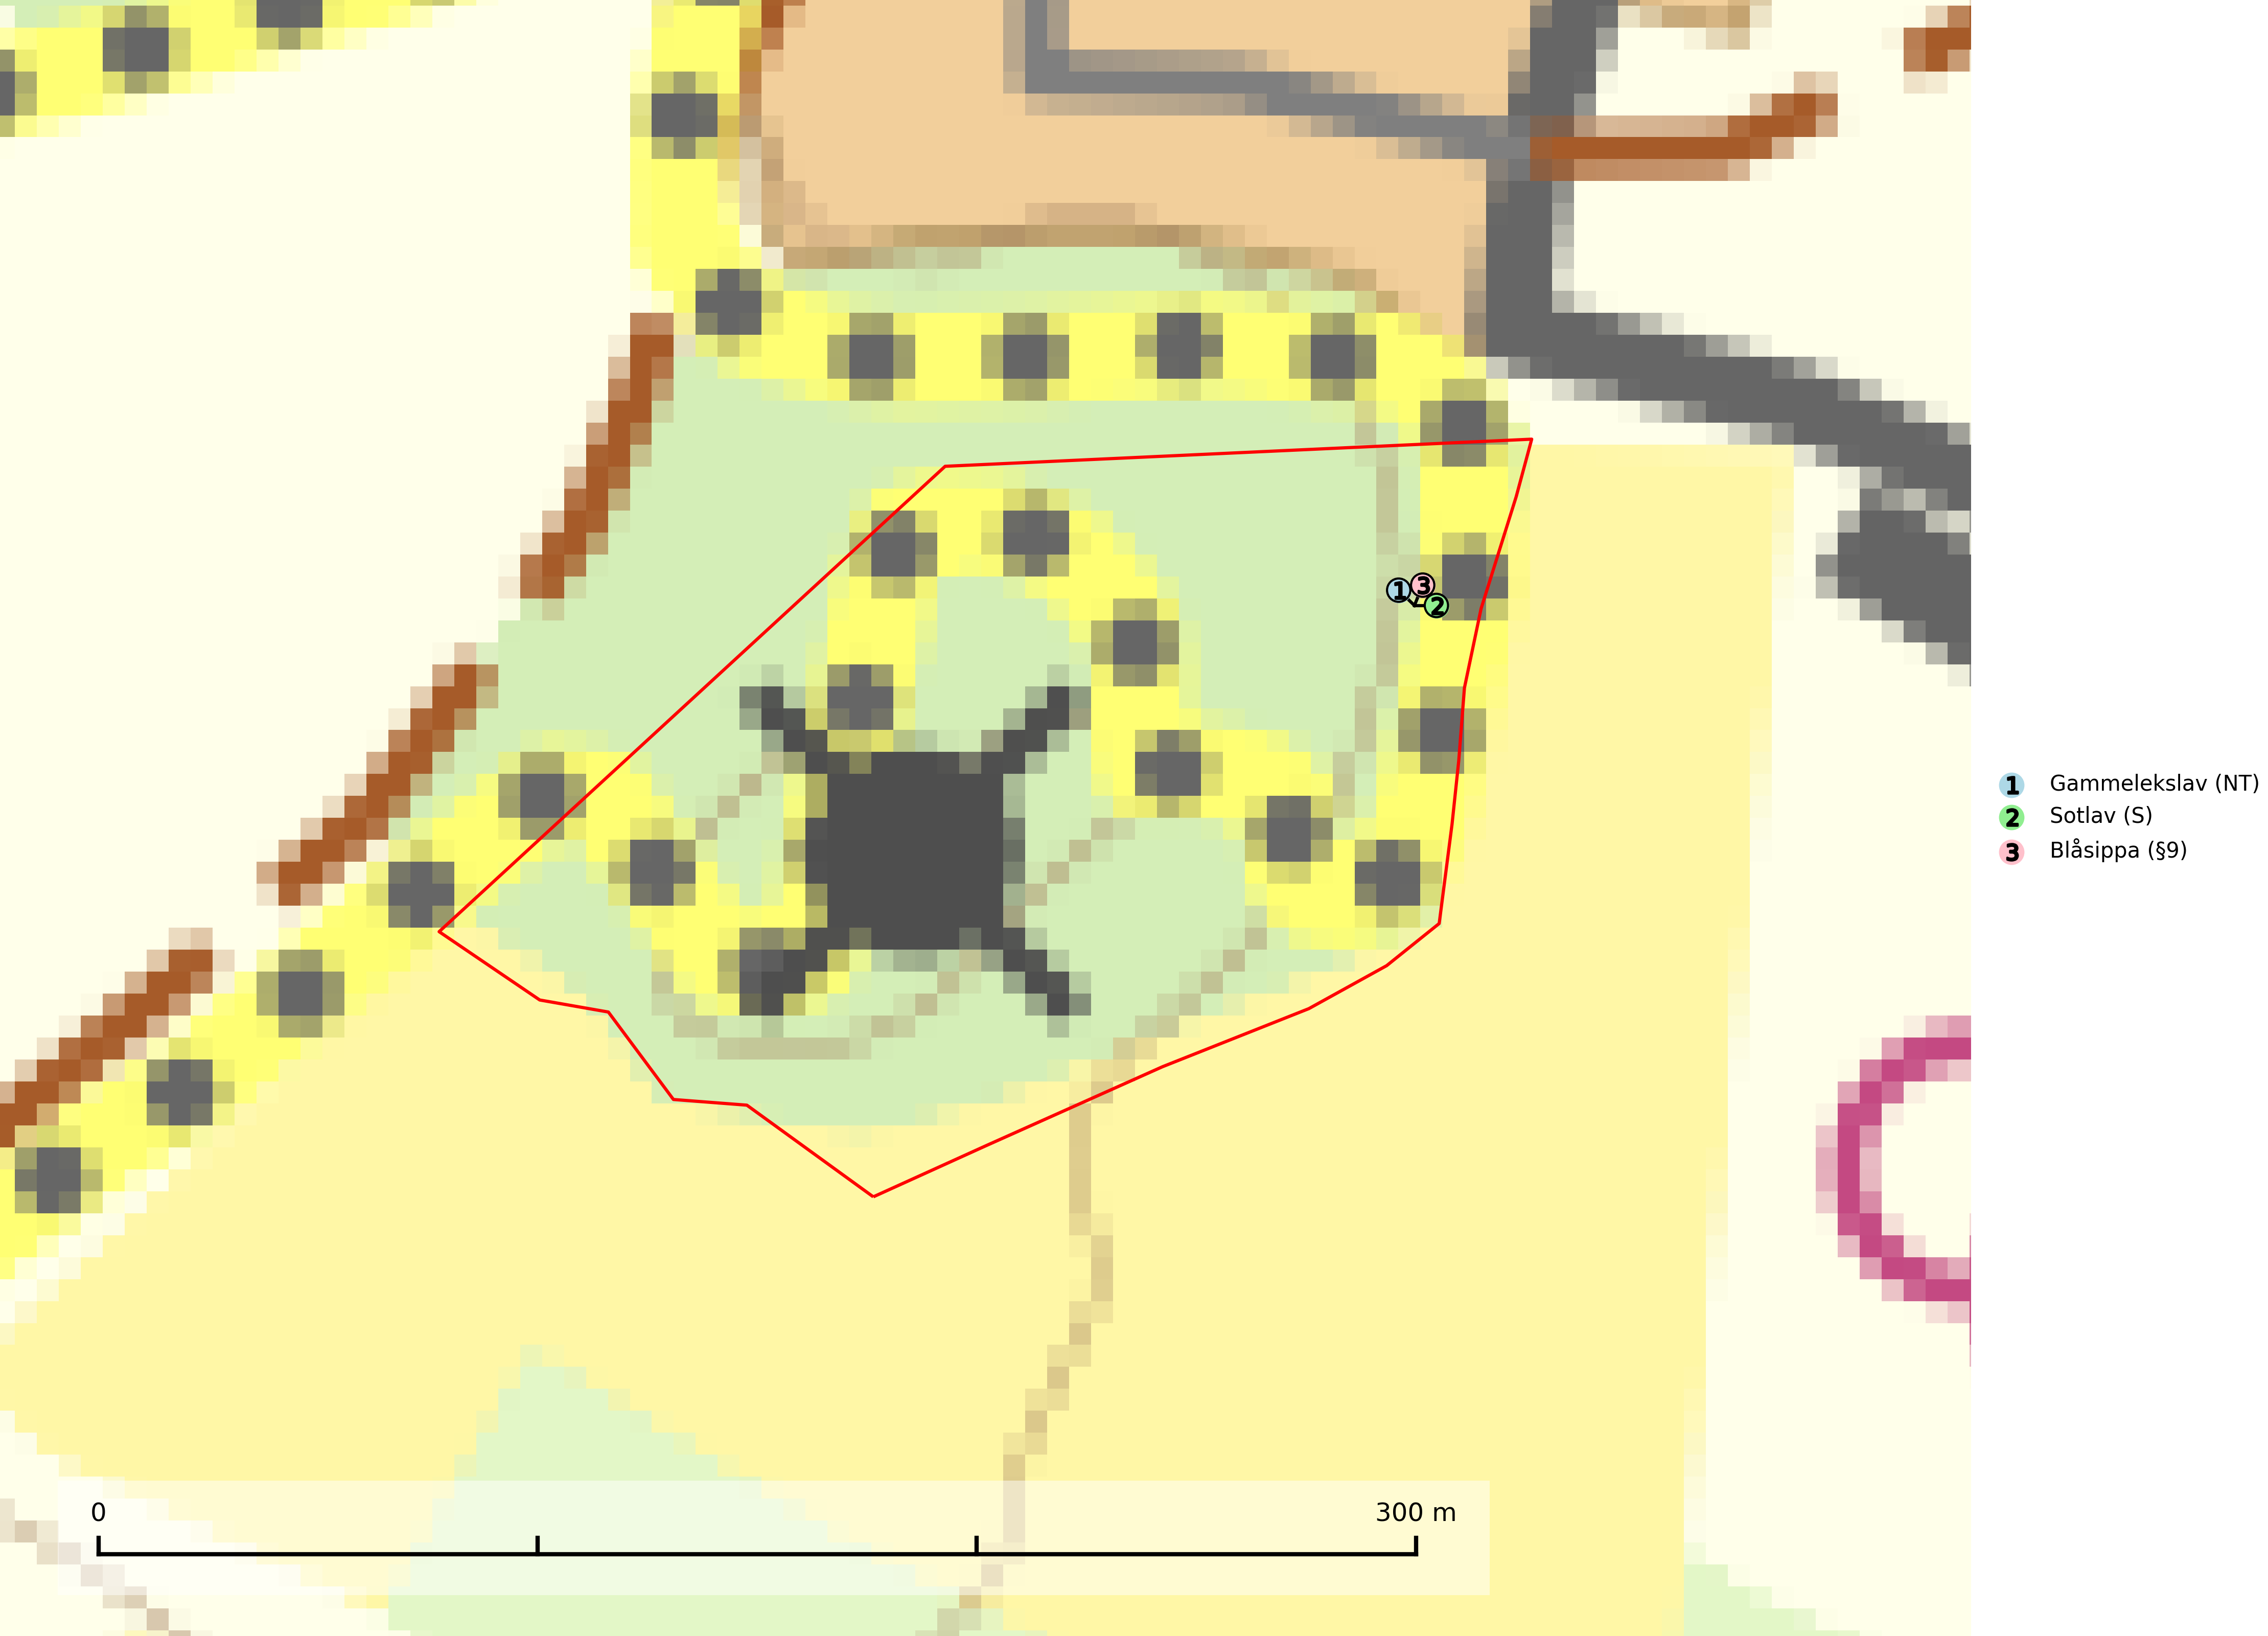 1 3
2
1 Gammelekslav (NT)
2 Sotlav (S)
3 Blåsippa (§9)
0 300 m